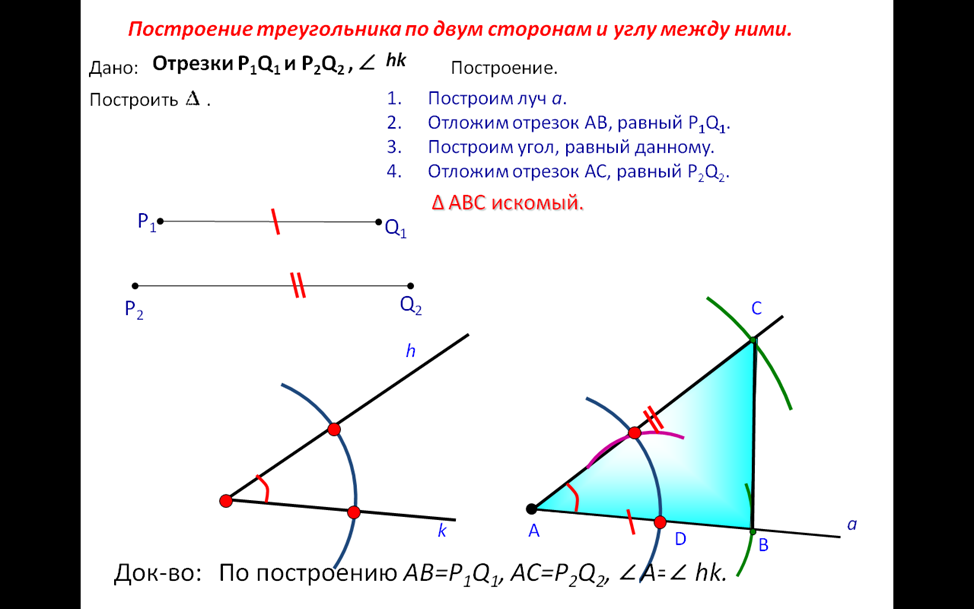 Построение треугольника по двум сторонам и углу между ними.
Дано: Отрезки P₁Q₁ и P₂Q₂ , ∠ hk
Построение.
Построить Δ .
1. Построим луч a.
2. Отложим отрезок АВ, равный P₁Q₁.
3. Построим угол, равный данному.
4. Отложим отрезок АС, равный P₂Q₂.
Δ АВС искомый.
P₁
Q₁
P₂
Q₂
h
k
C
A
D
B
a
Док-во: По построению AB=P₁Q₁, AC=P₂Q₂, ∠ A=∠ hk.